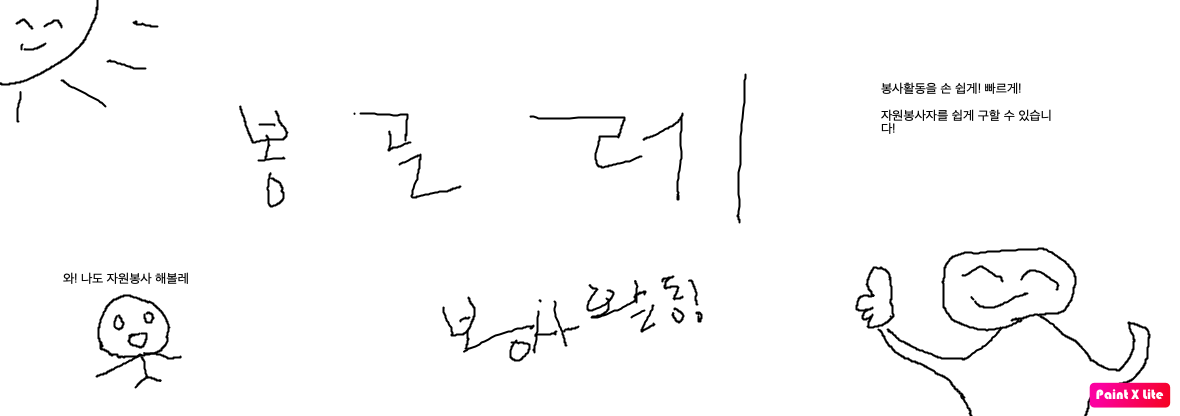 봉골레
봉사활동을 손 쉽게! 빠르게!
자원봉사자를 쉽게 구할 수 있습니
다!
와! 나도 자원봉사 해볼레
봉사활동
Paint X Lite